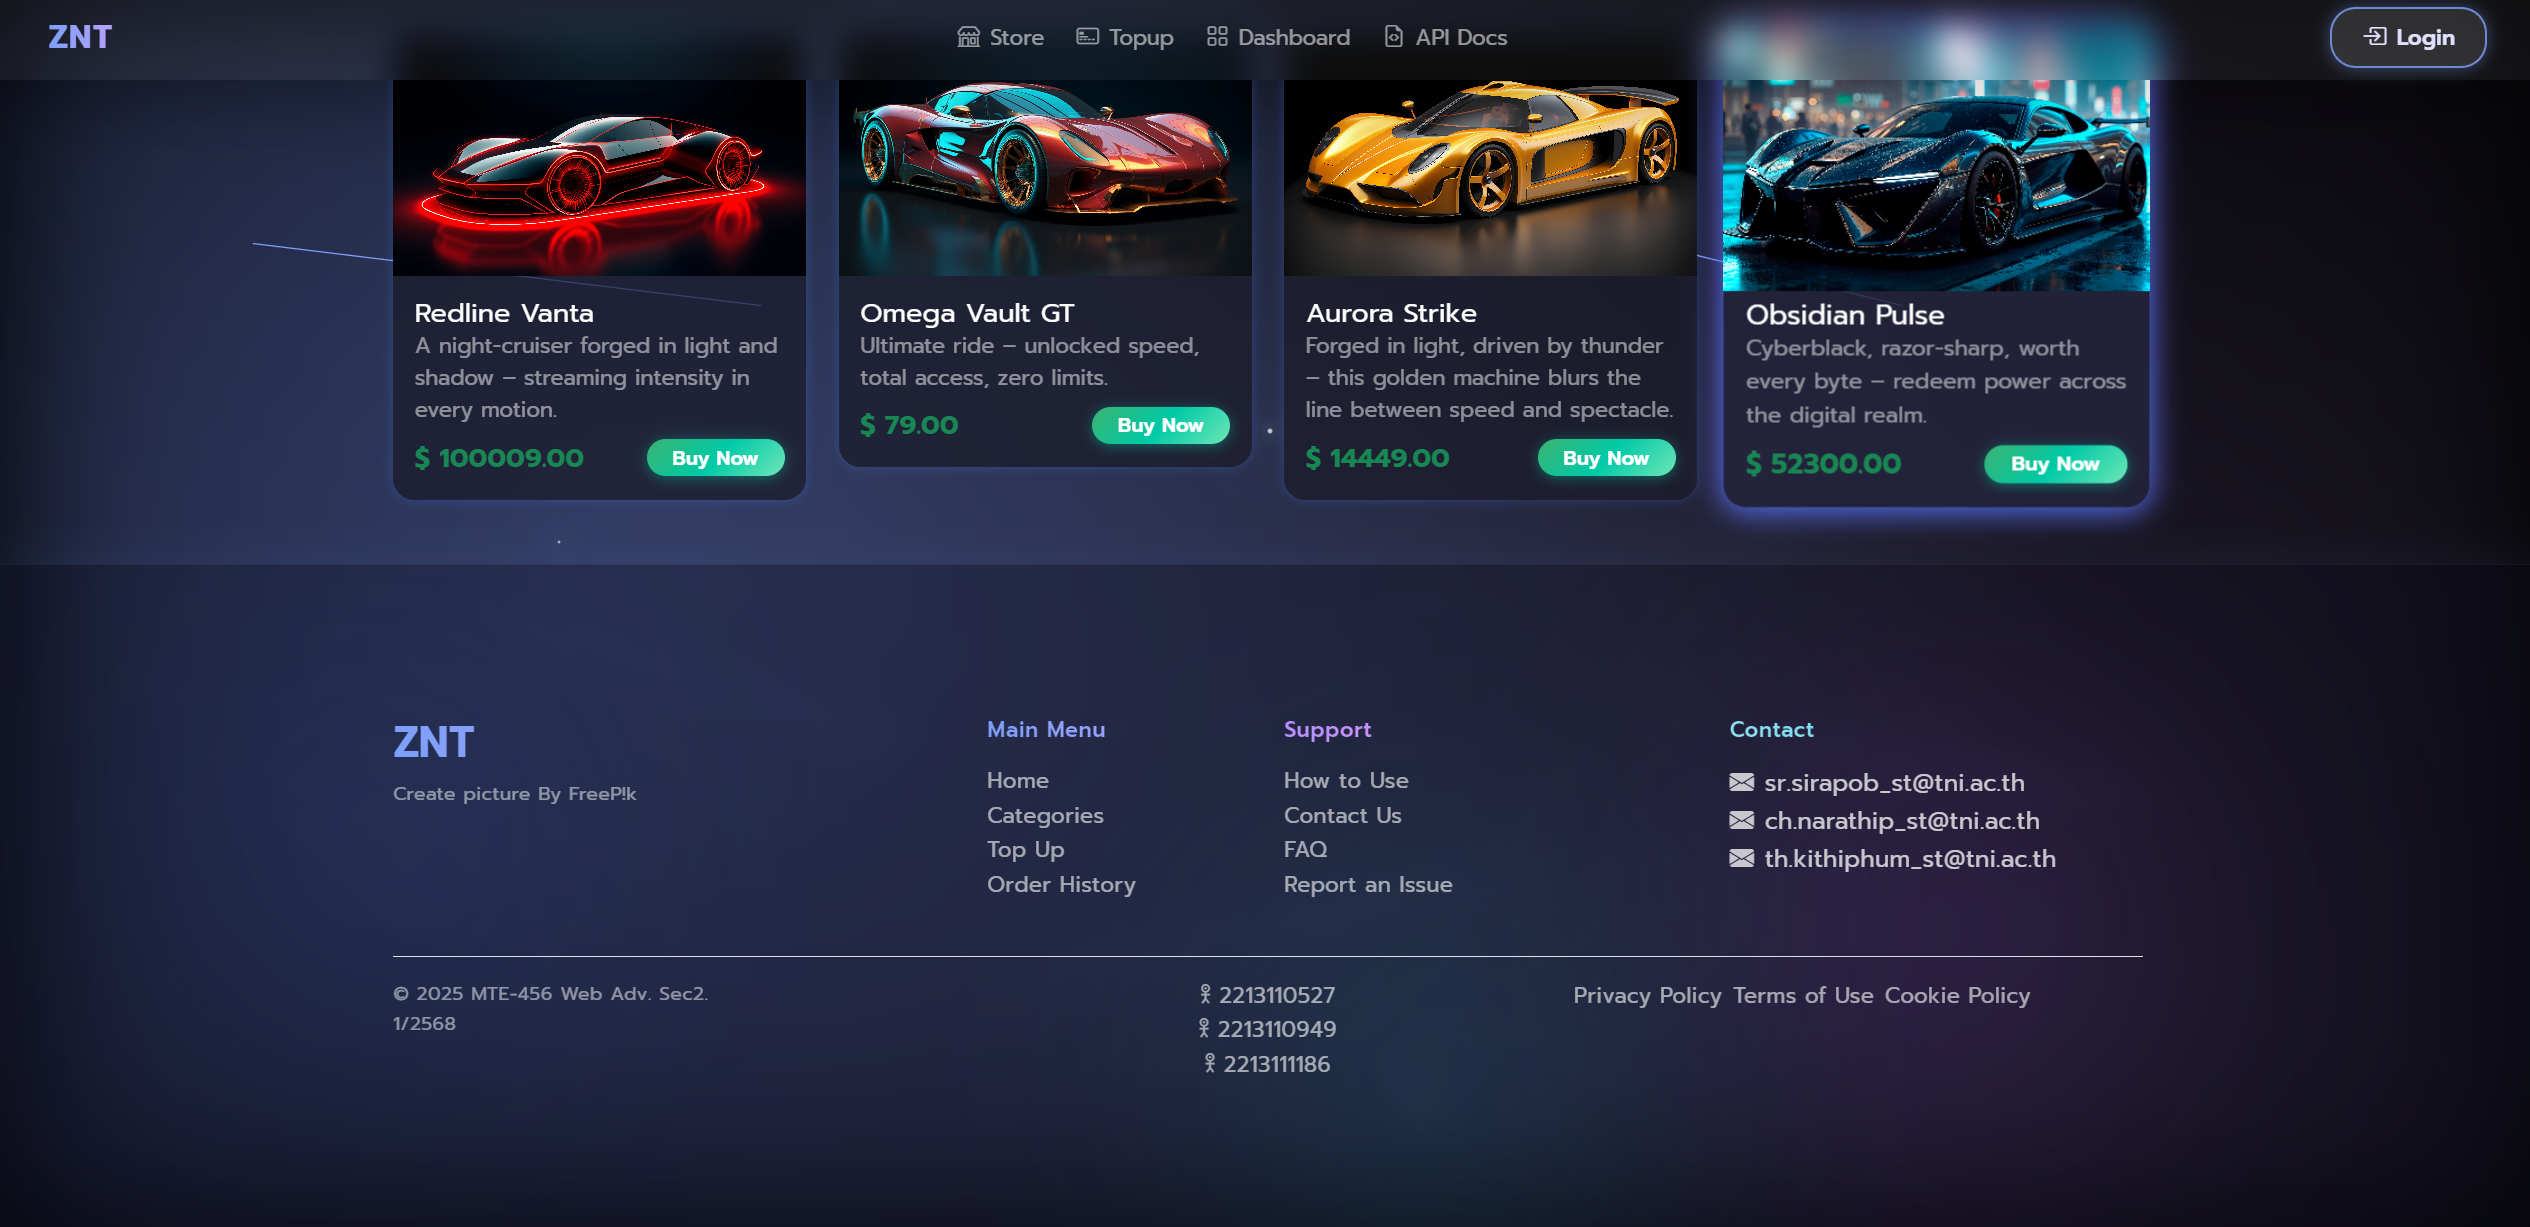 ZNT
Store
Topup
Dashboard
API Docs
Login
Redline Vanta
A night-cruiser forged in light and
shadow – streaming intensity in
every motion.
$ 100009.00
Buy Now
Omega Vault GT
Ultimate ride – unlocked speed,
total access, zero limits.
$ 79.00
Buy Now
Aurora Strike
Forged in light, driven by thunder
– this golden machine blurs the
line between speed and spectacle.
$ 14449.00
Buy Now
Obsidian Pulse
Cyberblack, razor-sharp, worth
every byte – redeem power across
the digital realm.
$ 52300.00
Buy Now
ZNT
Create picture By FreeP!k
Main Menu
Home
Categories
Top Up
Order History
Support
How to Use
Contact Us
FAQ
Report an Issue
Contact
sr.sirapob_st@tni.ac.th
ch.narathip_st@tni.ac.th
th.kithiphum_st@tni.ac.th
© 2025 MTE-456 Web Adv. Sec2.
1/2568
2213110527
2213110949
2213111186
Privacy Policy Terms of Use Cookie Policy